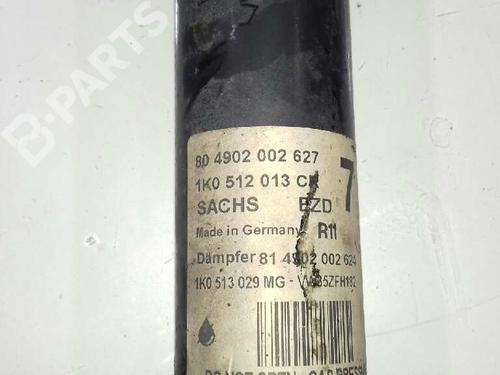 B-PARTS
80 4902 002 627
1K0 512 013
SACHS BZD 7
Made in Germany R11
Dämpfer 81 4902 002 624
1K0 513 029 MG -